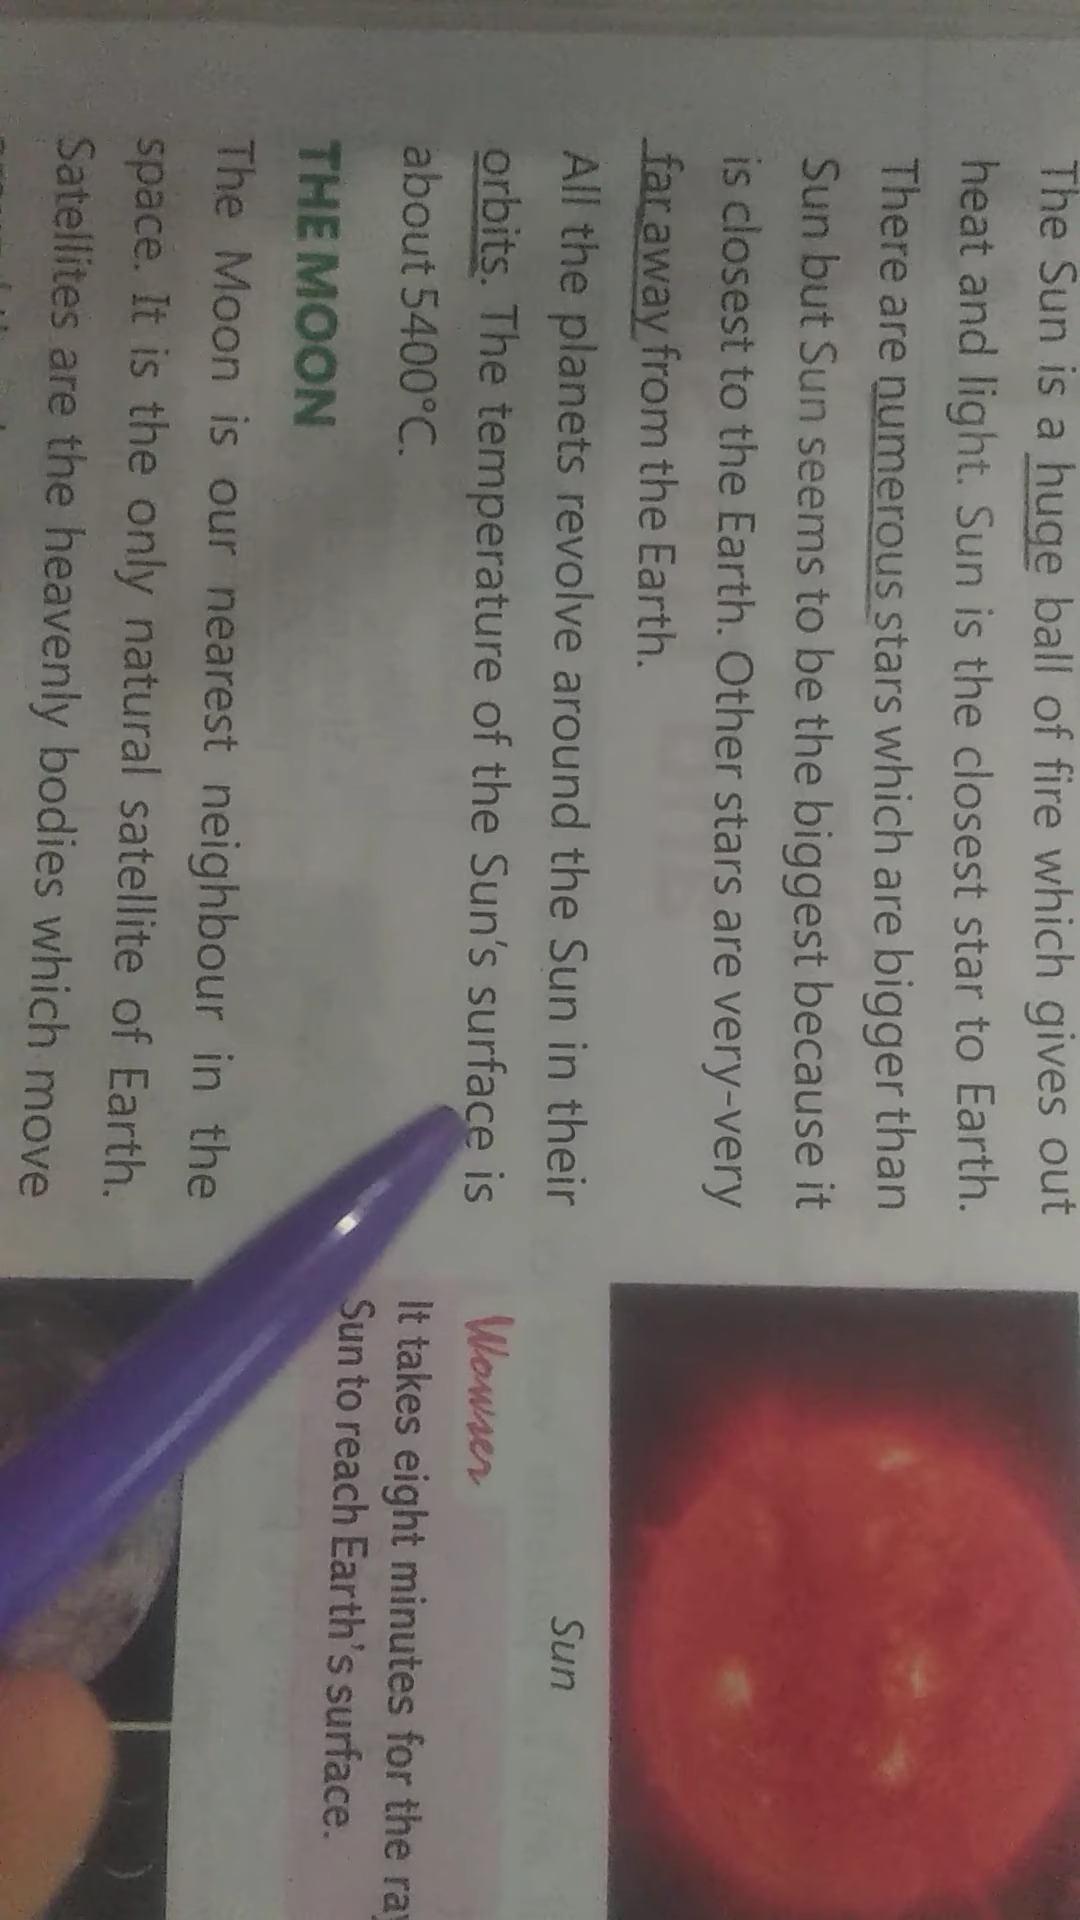 The Sun is a huge ball of fire which gives out
heat and light. Sun is the closest star to Earth.
There are numerous stars which are bigger than
Sun but Sun seems to be the biggest because it
is closest to the Earth. Other stars are very-very
far away from the Earth.
All the planets revolve around the Sun in their
orbits. The temperature of the Sun's surface is
about 5400°C.
THE MOON
The Moon is our nearest neighbour in the
space. It is the only natural satellite of Earth.
Satellites are the heavenly bodies which move
Sun
Wowser
It takes eight minutes for the
Sun to reach Earth's surface.